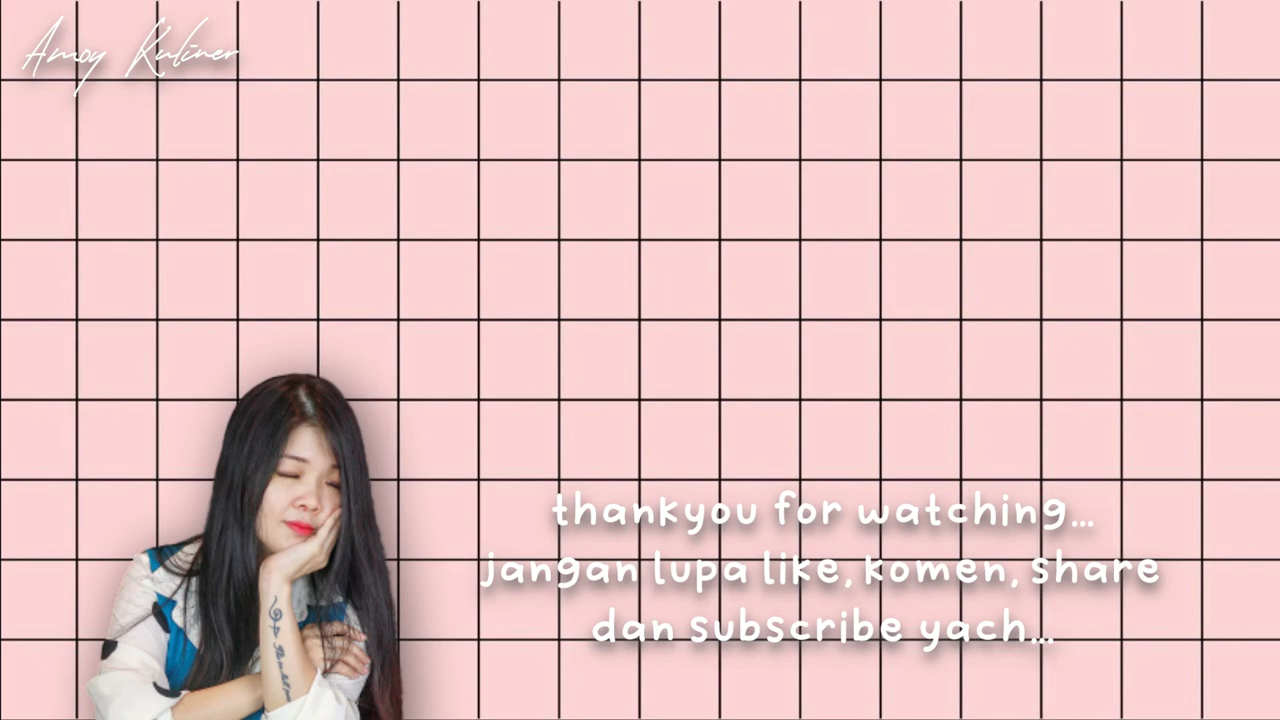 Amoy Kuliner
thankyou for watching...
jangan lupa like, komen, share
dan subscribe yach...